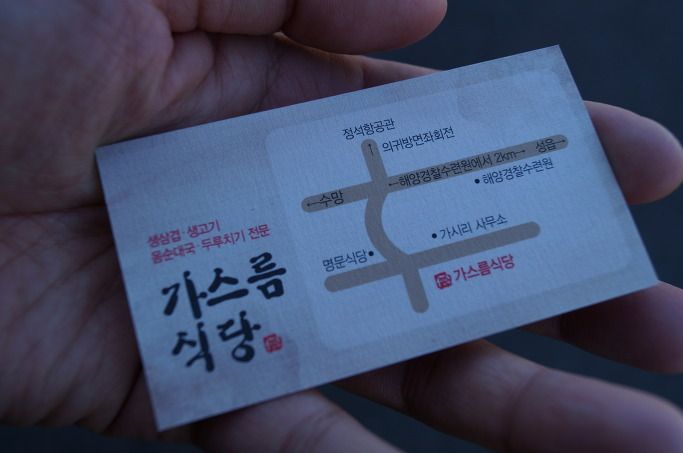 생삼겹·생고기
몸순대국·두루치기 전문
가스름
식당
정석항공관
↑ 의귀방면좌회전
←수망
←해양경찰수련원에서 2km→ 성읍
해양경찰수련원
가시리 사무소
명문식당
가스름식당